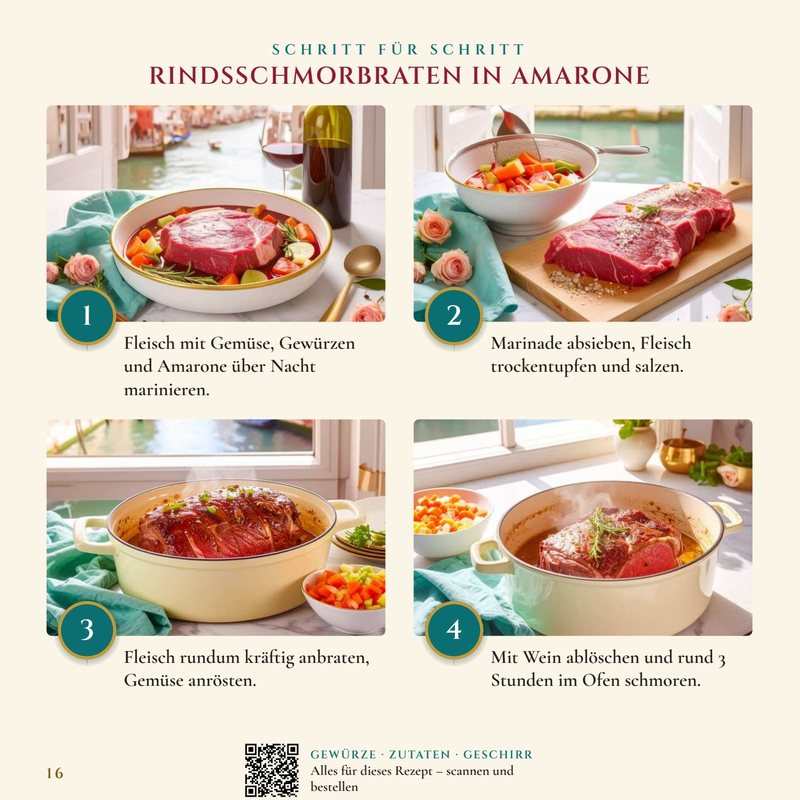 SCHRITT FÜR SCHRITT
RINDSSCHMORBRATEN IN AMARONE
1
Fleisch mit Gemüse, Gewürzen
und Amarone über Nacht
marinieren.
2
Marinade absieben, Fleisch
trockentupfen und salzen.
3
Fleisch rundum kräftig anbraten,
Gemüse anrösten.
4
Mit Wein ablöschen und rund 3
Stunden im Ofen schmoren.
16
GEWÜRZE · ZUTATEN · GESCHIRR
Alles für dieses Rezept – scannen und
bestellen